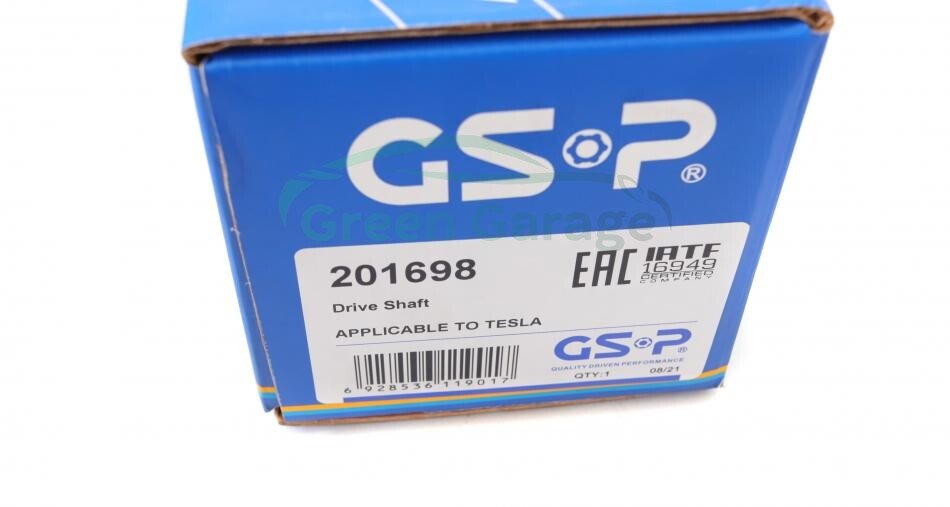 GSP®
Green Garage
201698
EAC
IATF
16949
CERTIFIED
COMPANY
Drive Shaft
APPLICABLE TO TESLA
GSP®
QUALITY DRIVEN PERFORMANCE
6 928536 119017
QTY:1
08/21